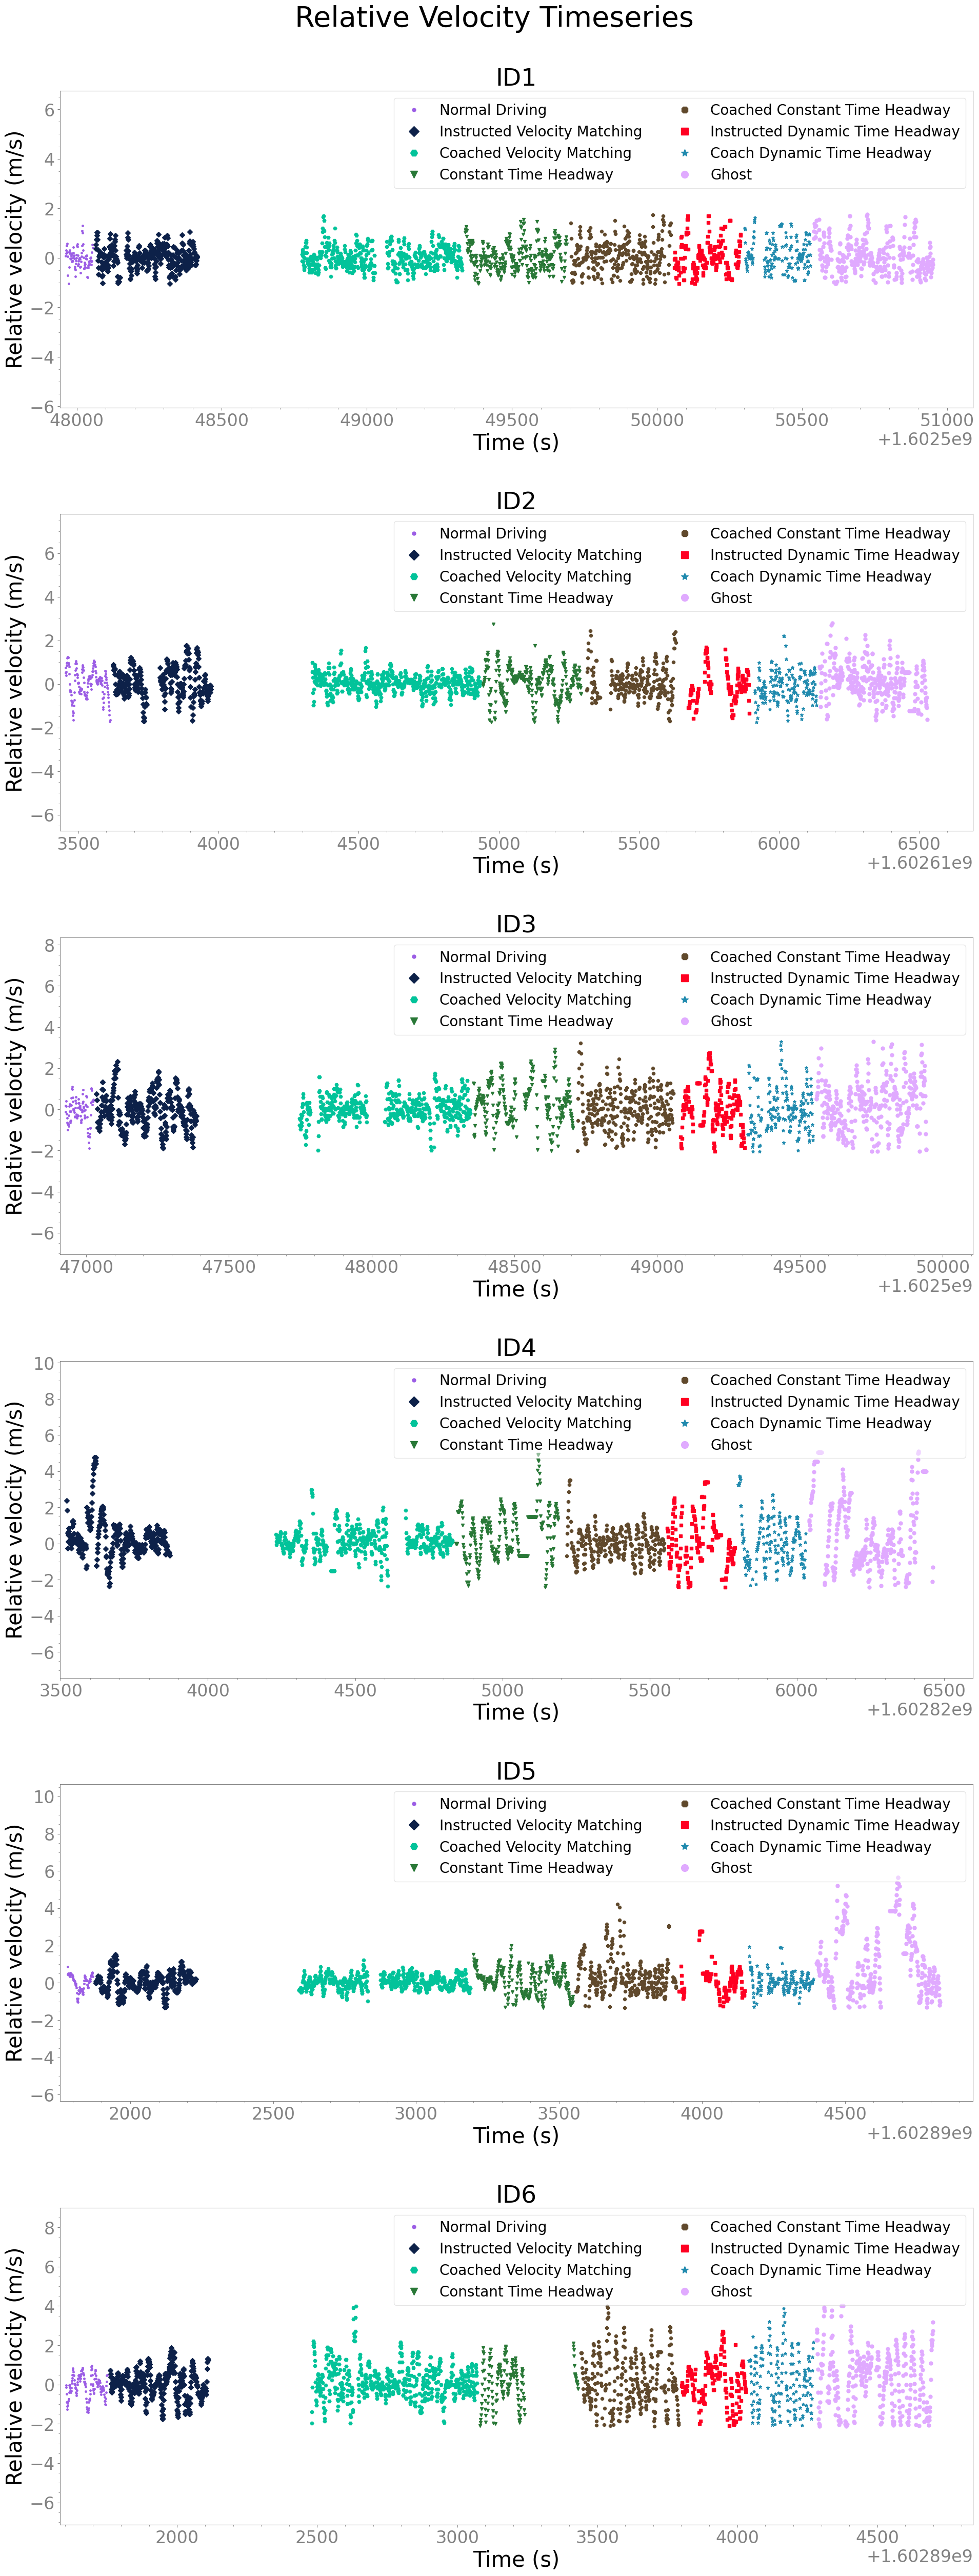 Relative Velocity Timeseries
ID1
Relative velocity (m/s)
6
4
2
0
−2
−4
−6
Normal Driving
Instructed Velocity Matching
Coached Velocity Matching
Constant Time Headway
Coached Constant Time Headway
Instructed Dynamic Time Headway
Coach Dynamic Time Headway
Ghost
48000 48500 49000 49500 50000 50500 51000
+1.6025e9
Time (s)
ID2
Relative velocity (m/s)
6
4
2
0
−2
−4
−6
Normal Driving
Instructed Velocity Matching
Coached Velocity Matching
Constant Time Headway
Coached Constant Time Headway
Instructed Dynamic Time Headway
Coach Dynamic Time Headway
Ghost
3500 4000 4500 5000 5500 6000 6500
+1.60261e9
Time (s)
ID3
Relative velocity (m/s)
8
6
4
2
0
−2
−4
−6
Normal Driving
Instructed Velocity Matching
Coached Velocity Matching
Constant Time Headway
Coached Constant Time Headway
Instructed Dynamic Time Headway
Coach Dynamic Time Headway
Ghost
47000 47500 48000 48500 49000 49500 50000
+1.6025e9
Time (s)
ID4
Relative velocity (m/s)
10
8
6
4
2
0
−2
−4
−6
Normal Driving
Instructed Velocity Matching
Coached Velocity Matching
Constant Time Headway
Coached Constant Time Headway
Instructed Dynamic Time Headway
Coach Dynamic Time Headway
Ghost
3500 4000 4500 5000 5500 6000 6500
+1.60282e9
Time (s)
ID5
Relative velocity (m/s)
10
8
6
4
2
0
−2
−4
−6
Normal Driving
Instructed Velocity Matching
Coached Velocity Matching
Constant Time Headway
Coached Constant Time Headway
Instructed Dynamic Time Headway
Coach Dynamic Time Headway
Ghost
2000 2500 3000 3500 4000 4500
+1.60289e9
Time (s)
ID6
Relative velocity (m/s)
8
6
4
2
0
−2
−4
−6
Normal Driving
Instructed Velocity Matching
Coached Velocity Matching
Constant Time Headway
Coached Constant Time Headway
Instructed Dynamic Time Headway
Coach Dynamic Time Headway
Ghost
2000 2500 3000 3500 4000 4500
+1.60289e9
Time (s)